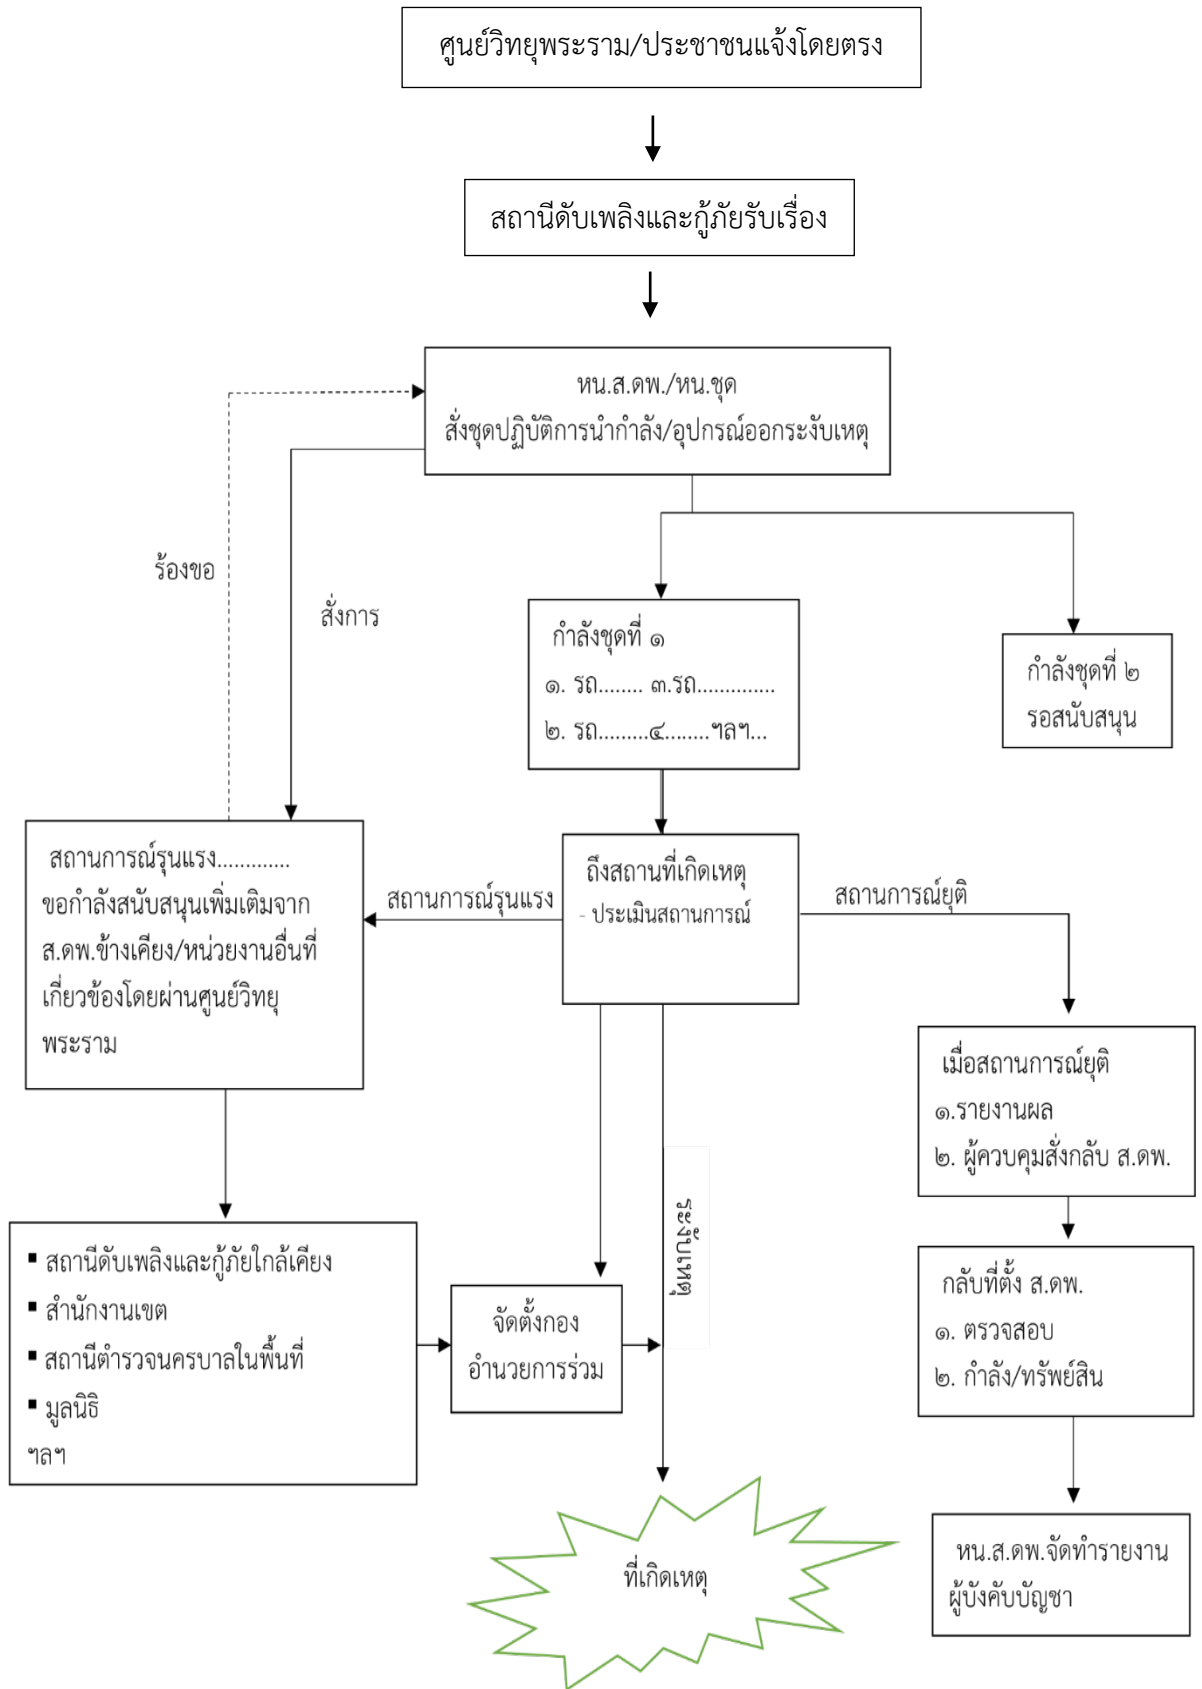 ศูนย์วิทยุพระราม/ประชาชนแจ้งโดยตรง
สถานีดับเพลิงและกู้ภัยรับเรื่อง
หน.ส.ดพ./หน.ชุด
สั่งชุดปฏิบัติการนำกำลัง/อุปกรณ์ออกระงับเหตุ
ร้องขอ
สั่งการ
กำลังชุดที่ ๑
๑. รถ........ ๓.รถ..............
๒. รถ.........๔........ฯลฯ...
กำลังชุดที่ ๒
รอสนับสนุน
สถานการณ์รุนแรง.............
ขอกำลังสนับสนุนเพิ่มเติมจาก
ส.ดพ.ข้างเคียง/หน่วยงานอื่นที่
เกี่ยวข้องโดยผ่านศูนย์วิทยุ
พระราม
สถานการณ์รุนแรง
ถึงสถานที่เกิดเหตุ
- ประเมินสถานการณ์
สถานการณ์ยุติ
เมื่อสถานการณ์ยุติ
๑.รายงานผล
๒. ผู้ควบคุมสั่งกลับ ส.ดพ.
ระงับเหตุ
▪ สถานีดับเพลิงและกู้ภัยใกล้เคียง
▪ สำนักงานเขต
▪ สถานีตำรวจนครบาลในพื้นที่
▪ มูลนิธิ
ฯลฯ
จัดตั้งกอง
อำนวยการร่วม
กลับที่ตั้ง ส.ดพ.
๑. ตรวจสอบ
๒. กำลัง/ทรัพย์สิน
ที่เกิดเหตุ
หน.ส.ดพ.จัดทำรายงาน
ผู้บังคับบัญชา